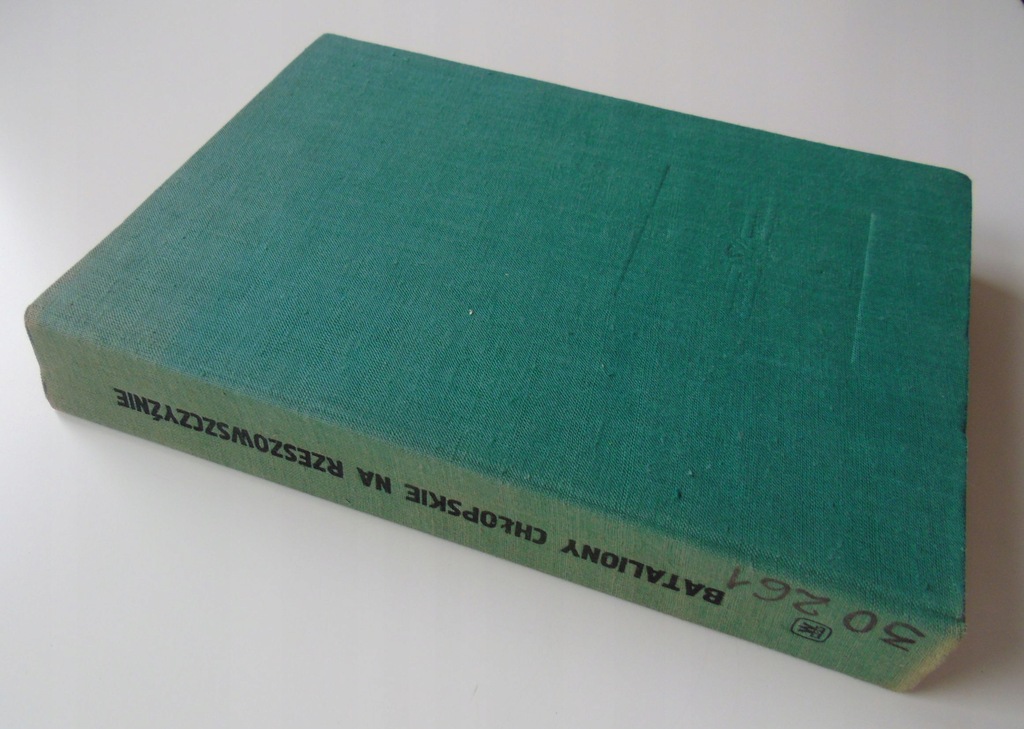 BATALIONY CHŁOPSKIE NA RZESZOWSZCZYŹNIE
30261